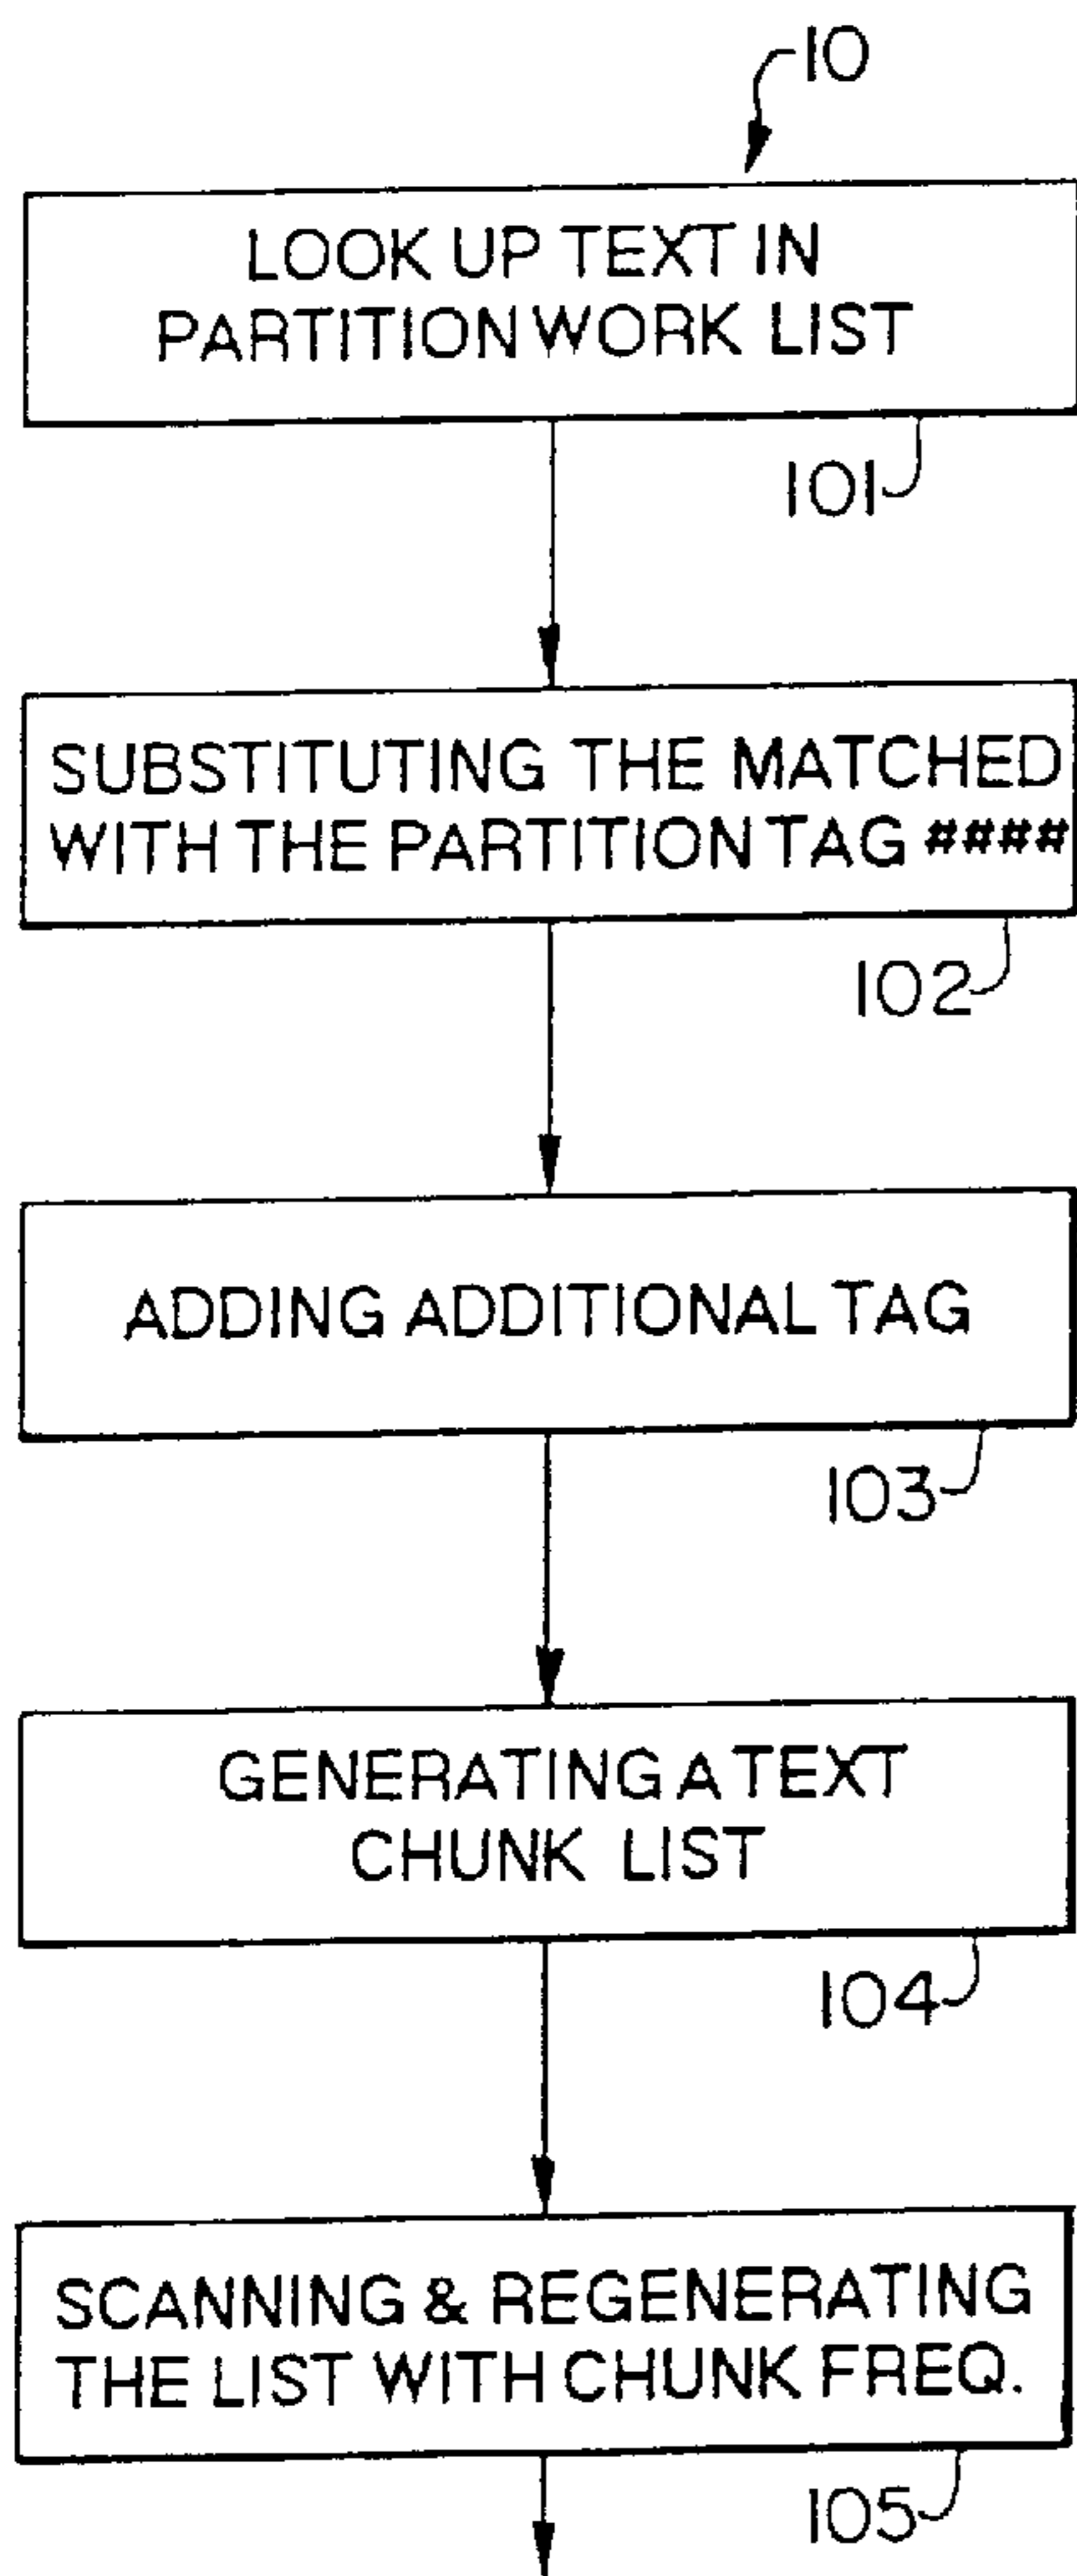 10
LOOK UP TEXT IN
PARTITION WORK LIST
101
SUBSTITUTING THE MATCHED
WITH THE PARTITION TAG ####
102
ADDING ADDITIONAL TAG
103
GENERATING A TEXT
CHUNK LIST
104
SCANNING & REGENERATING
THE LIST WITH CHUNK FREQ.
105